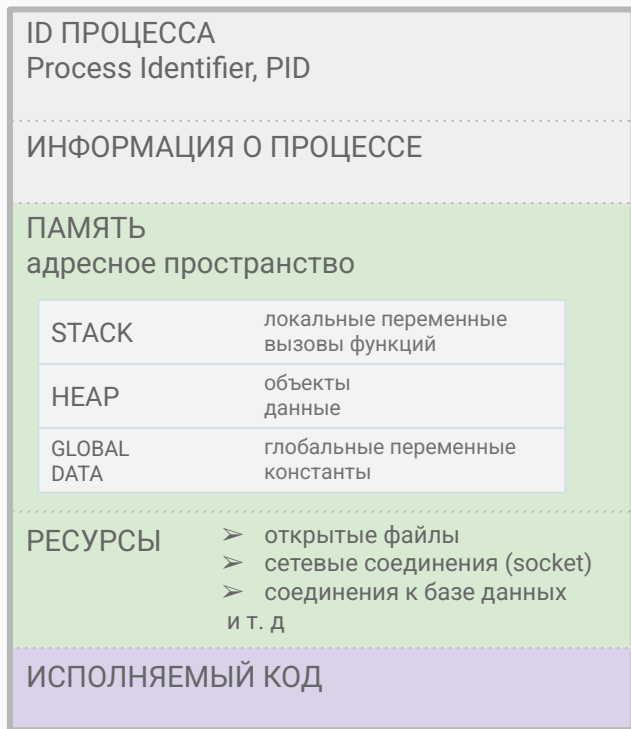 ID ПРОЦЕССА
Process Identifier, PID
ИНФОРМАЦИЯ О ПРОЦЕССЕ
ПАМЯТЬ
адресное пространство
STACK
локальные переменные
вызовы функций
HEAP
объекты
данные
GLOBAL
DATA
глобальные переменные
константы
РЕСУРСЫ
➢ открытые файлы
➢ сетевые соединения (socket)
➢ соединения к базе данных
и т. д
ИСПОЛНЯЕМЫЙ КОД